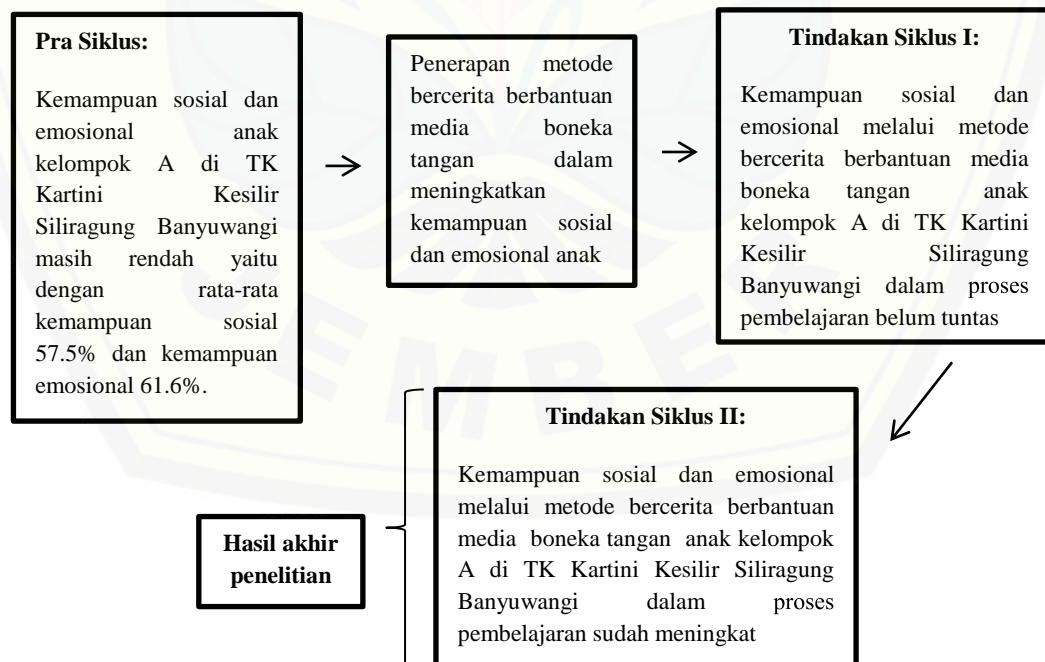 Pra Siklus:
Kemampuan sosial dan
emosional anak
kelompok A di TK
Kartini Kesilir
Siliragung Banyuwangi
masih rendah yaitu
dengan rata-rata
kemampuan sosial
57.5% dan kemampuan
emosional 61.6%.
Penerapan metode
bercerita berbantuan
media boneka
tangan dalam
meningkatkan
kemampuan sosial
dan emosional anak
Tindakan Siklus I:
Kemampuan sosial dan
emosional melalui metode
bercerita berbantuan media
boneka tangan anak
kelompok A di TK Kartini
Kesilir Siliragung
Banyuwangi dalam proses
pembelajaran belum tuntas
Tindakan Siklus II:
Kemampuan sosial dan emosional
melalui metode bercerita berbantuan
media boneka tangan anak kelompok
A di TK Kartini Kesilir Siliragung
Banyuwangi dalam proses
pembelajaran sudah meningkat
Hasil akhir
penelitian